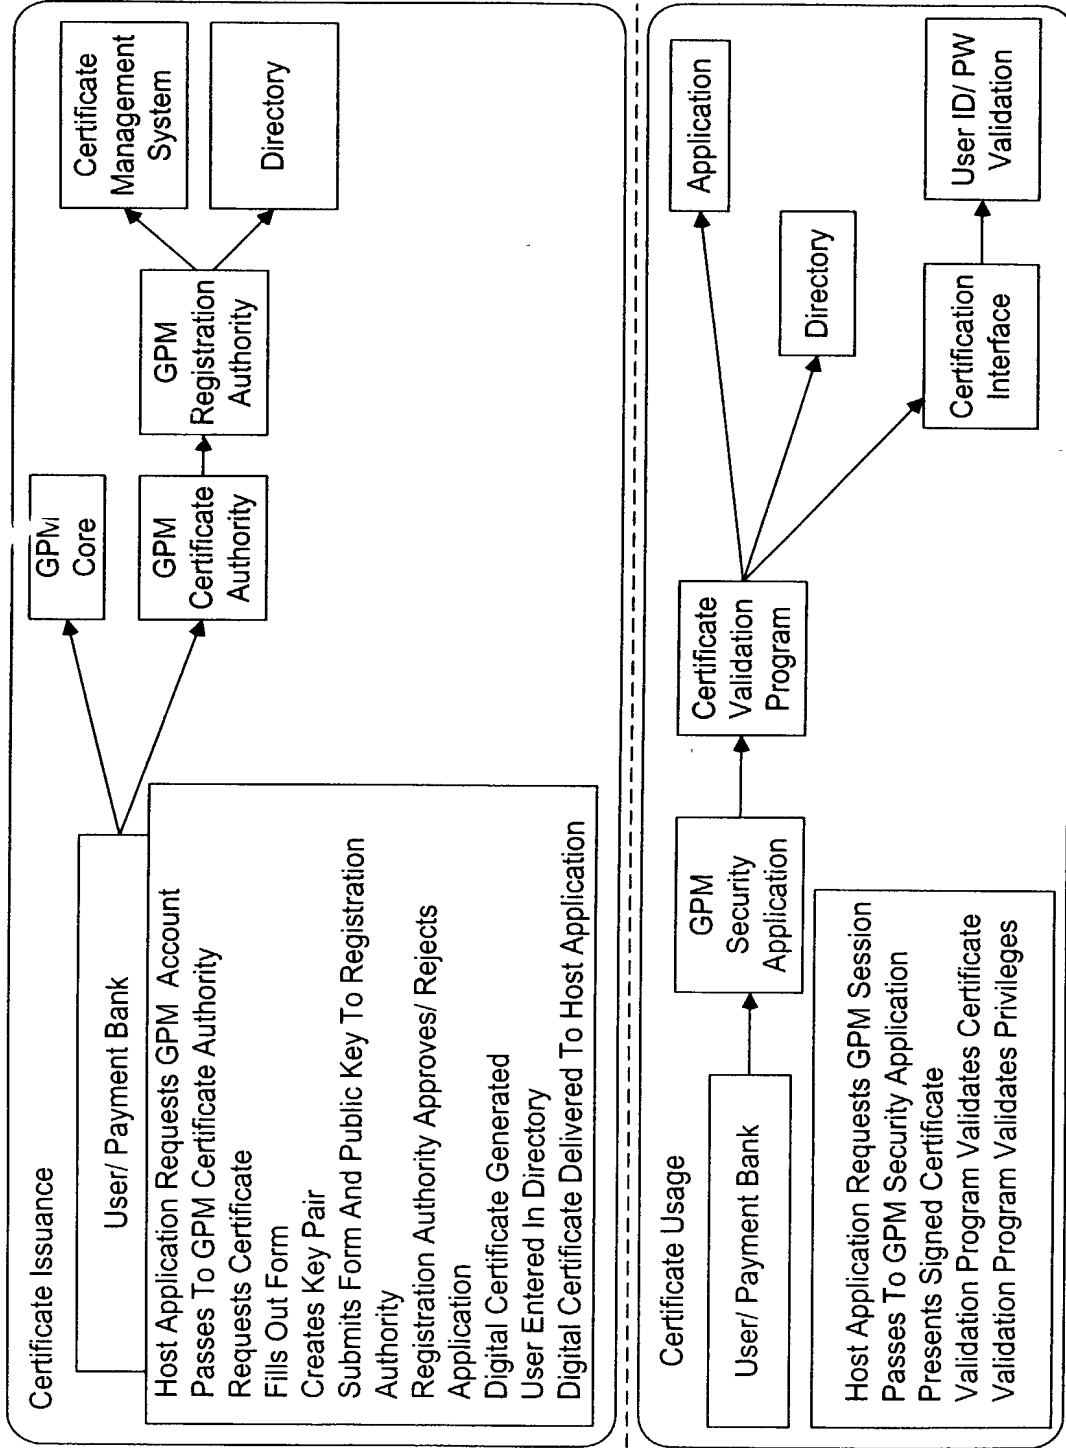 Certificate Issuance
User/ Payment Bank
Host Application Requests GPM Account
Passes To GPM Certificate Authority
Requests Certificate
Fills Out Form
Creates Key Pair
Submits Form And Public Key To Registration
Authority
Registration Authority Approves/ Rejects
Application
Digital Certificate Generated
User Entered In Directory
Digital Certificate Delivered To Host Application
GPM
Core
GPM
Certificate
Authority
GPM
Registration
Authority
Certificate
Management
System
Directory
Certificate Usage
User/ Payment Bank
Host Application Requests GPM Session
Passes To GPM Security Application
Presents Signed Certificate
Validation Program Validates Certificate
Validation Program Validates Privileges
GPM
Security
Application
Certificate
Validation
Program
Application
Directory
Certification
Interface
User ID/ PW
Validation